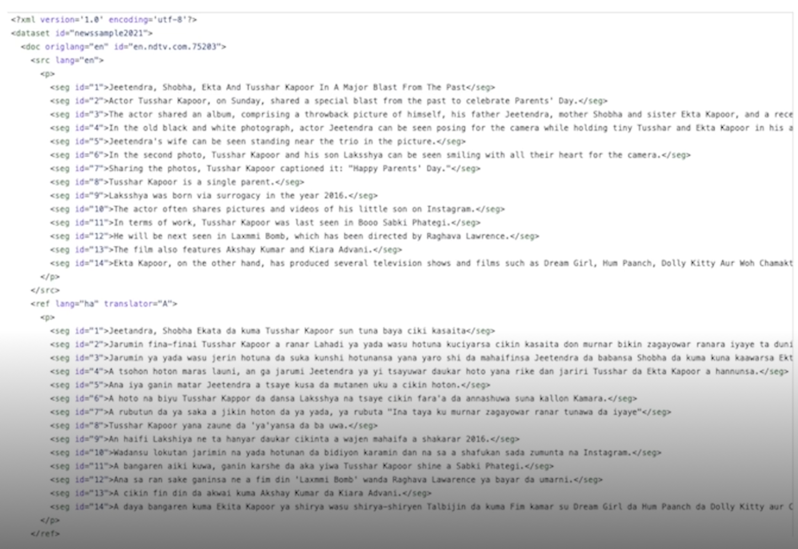 <?xml version='1.0' encoding='utf-8'?>
<dataset id="newssample2021">
<doc origlang="en" id="en.ndtv.com.75203">
<src lang="en">
<p>
<seg id="1">Jeetendra, Shobha, Ekta And Tusshar Kapoor In A Major Blast From The Past</seg>
<seg id="2">Actor Tusshar Kapoor, on Sunday, shared a special blast from the past to celebrate Parents' Day.</seg>
<seg id="3">The actor shared an album, comprising a throwback picture of himself, his father Jeetendra, mother Shobha and sister Ekta Kapoor, and a rece
<seg id="4">In the old black and white photograph, actor Jeetendra can be seen posing for the camera while holding tiny Tusshar and Ekta Kapoor in his a
<seg id="5">Jeetendra's wife can be seen standing near the trio in the picture.</seg>
<seg id="6">In the second photo, Tusshar Kapoor and his son Laksshya can be seen smiling with all their heart for the camera.</seg>
<seg id="7">Sharing the photos, Tusshar Kapoor captioned it: "Happy Parents' Day."</seg>
<seg id="8">Tusshar Kapoor is a single parent.</seg>
<seg id="9">Laksshya was born via surrogacy in the year 2016.</seg>
<seg id="10">The actor often shares pictures and videos of his little son on Instagram.</seg>
<seg id="11">In terms of work, Tusshar Kapoor was last seen in Booo Sabki Phategi.</seg>
<seg id="12">He will be next seen in Laxmmi Bomb, which has been directed by Raghava Lawrence.</seg>
<seg id="13">The film also features Akshay Kumar and Kiara Advani.</seg>
<seg id="14">Ekta Kapoor, on the other hand, has produced several television shows and films such as Dream Girl, Hum Paanch, Dolly Kitty Aur Woh Chamakt
</p>
</src>
<ref lang="ha" translator="A">
<p>
<seg id="1">Jeetandra, Shobha Ekata da kuma Tusshar Kapoor sun tuna baya ciki kasaita</seg>
<seg id="2">Jarumin fina-finai Tusshar Kapoor a ranar Lahadi ya yada wasu hotuna kuciyarsa cikin kasaita don murnar bikin zagayowar ranara iyaye ta duni
<seg id="3">Jarumin ya yada wasu jerin hotuna da suka kunshi hotunansa yana yaro shi da mahaifinsa Jeetendra da babansa Shobha da kuma kuna kaawarsa Ekt
<seg id="4">A tsohon hoton maras launi, an ga jarumi Jeetendra ya yi tsayuwar daukar hoto yana rike dan jariri Tusshar da Ekta Kapoor a hannunsa.</seg>
<seg id="5">Ana iya ganin matar Jeetendra a tsaye kusa da mutanen uku a cikin hoton.</seg>
<seg id="6">A hoto na biyu Tusshar Kappor da dansa Laksshya na tsaye cikin fara'a da annashuwa suna kallon Kamara.</seg>
<seg id="7">A rubutun da ya saka a jikin hoton da ya yada, ya rubuta "Ina taya ku murnar zagayowar ranar tunawa da iyaye"</seg>
<seg id="8">Tusshar Kapoor yana zaune da 'ya'yansa da ba uwa.</seg>
<seg id="9">An haifi Lakshiya ne ta hanyar daukar cikinta a wajen mahaifa a shakarar 2016.</seg>
<seg id="10">Wadansu lokutan jarimin na yada hotunan da bidiyon karamin dan na sa a shafukan sada zumunta na Instagram.</seg>
<seg id="11">A bangaren aiki kuwa, ganin karshe da aka yiwa Tusshar Kapoor shine a Sabki Phategi.</seg>
<seg id="12">Ana sa ran sake ganinsa ne a fim din 'Laxmmi Bomb' wanda Raghava Lawarence ya bayar da umarni.</seg>
<seg id="13">A cikin fin din da akwai kuma Akshay Kumar da Kiara Advani.</seg>
<seg id="14">A daya bangaren kuma Ekita Kapoor ya shirya wasu shirya-shiryen Talbijin da kuma Fim kamar su Dream Girl da Hum Paanch da Dolly Kitty aur C
</p>
</ref>